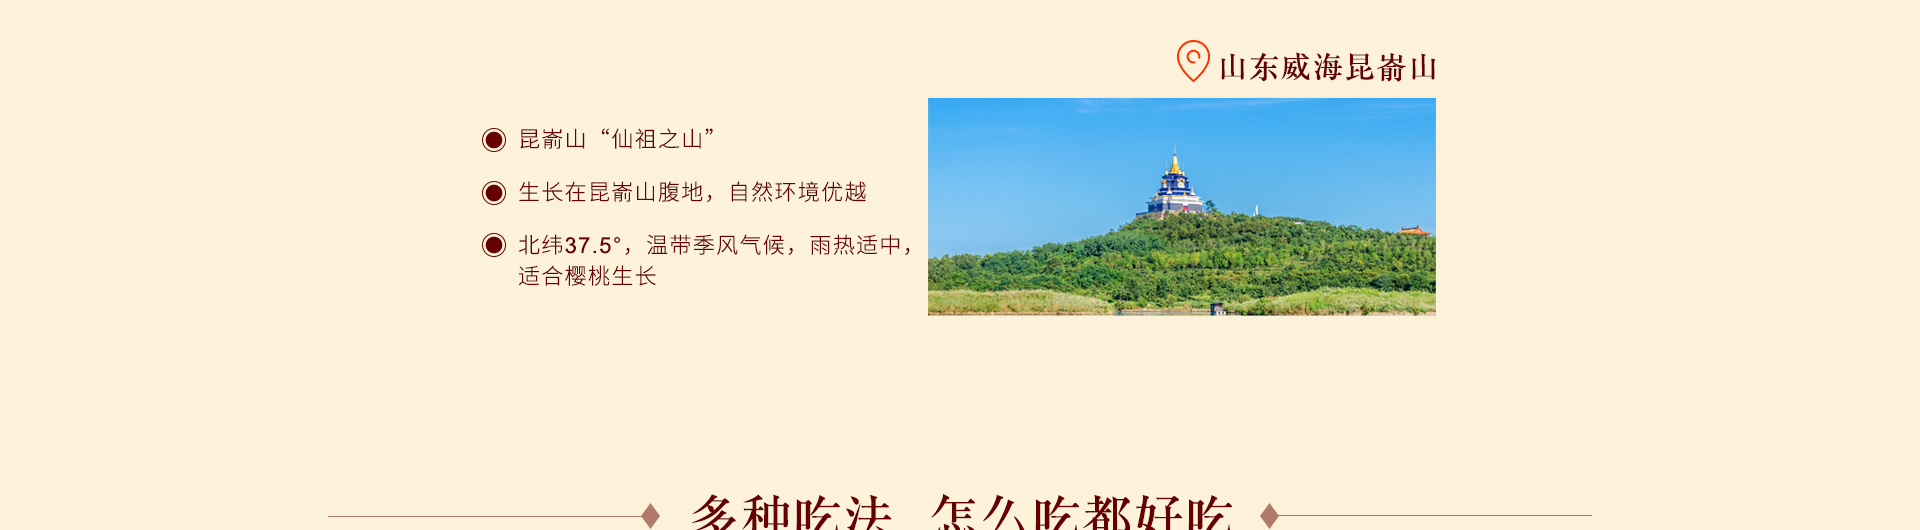 山东威海昆嵛山
昆嵛山“仙祖之山”
生长在昆嵛山腹地，自然环境优越
北纬37.5°，温带季风气候，雨热适中，
适合樱桃生长
多种吃法 怎么吃都好吃